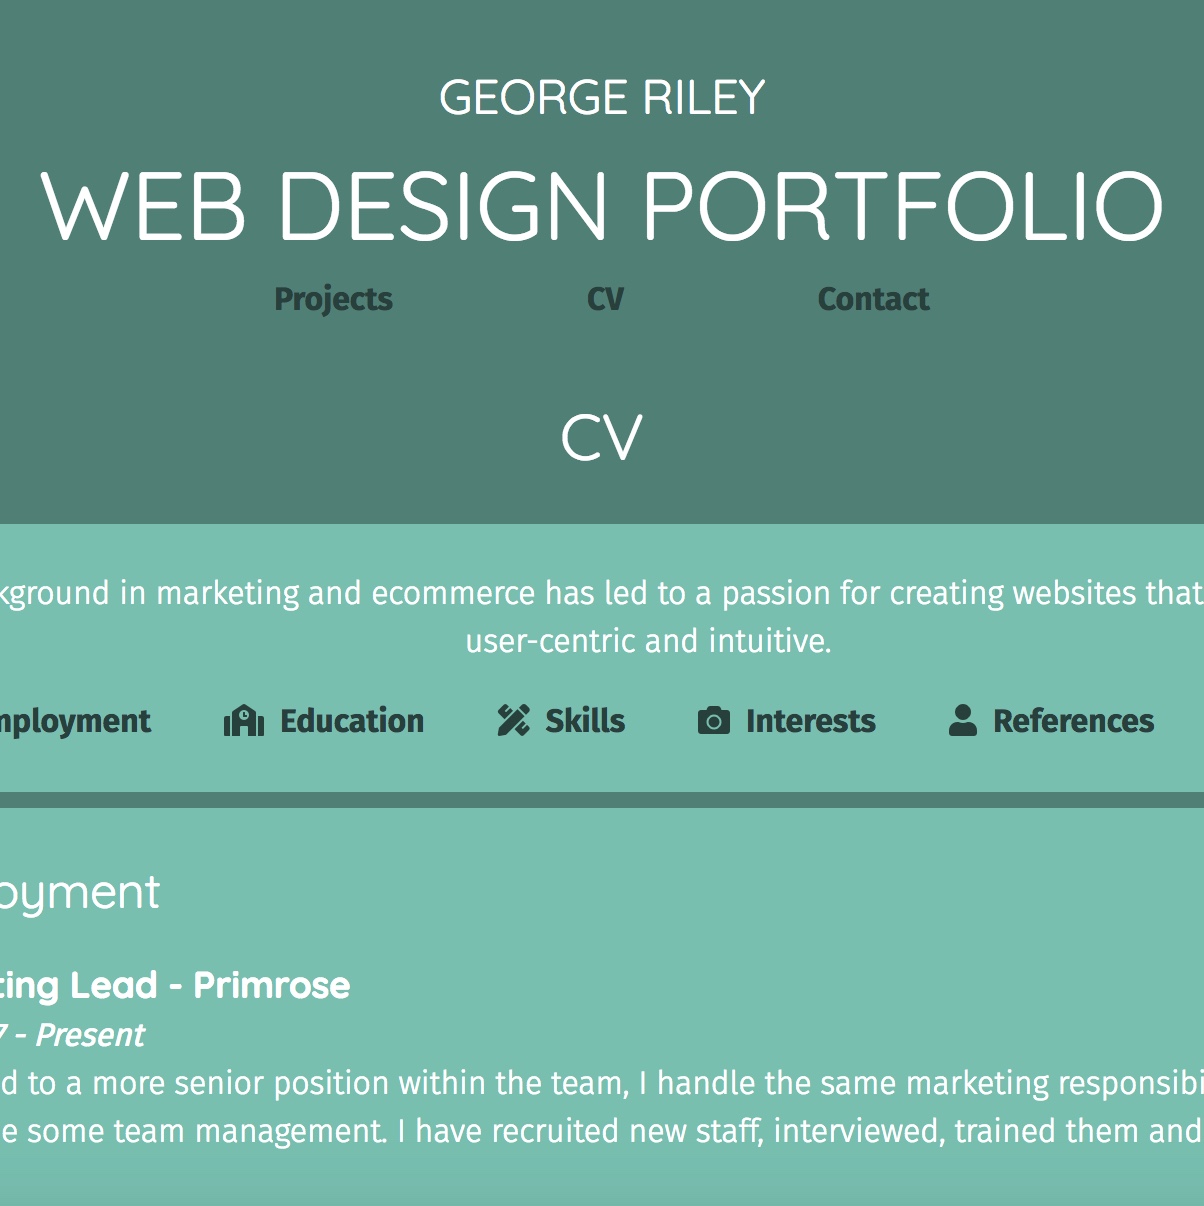 GEORGE RILEY
WEB DESIGN PORTFOLIO
Projects CV Contact
CV
kground in marketing and ecommerce has led to a passion for creating websites that
user-centric and intuitive.
mployment Education Skills Interests References
oyment
ting Lead - Primrose
7 - Present
d to a more senior position within the team, I handle the same marketing responsibi
e some team management. I have recruited new staff, interviewed, trained them and